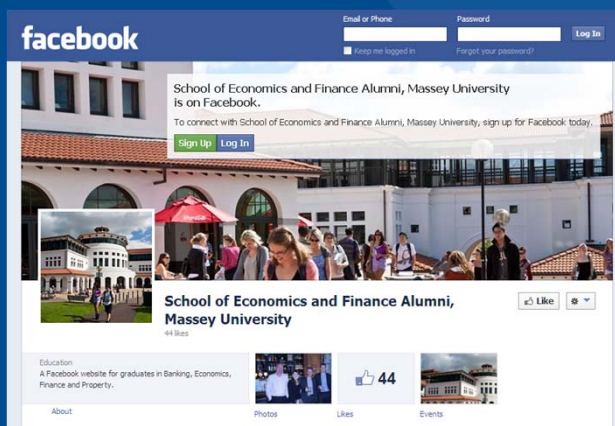 facebook
Email or Phone
Password
Log In
Keep me logged in
Forgot your password?
School of Economics and Finance Alumni, Massey University
is on Facebook.
To connect with School of Economics and Finance Alumni, Massey University, sign up for Facebook today.
Sign Up
Log In
School of Economics and Finance Alumni,
Massey University
44 likes
Like
Education
A Facebook website for graduates in Banking, Economics,
Finance and Property.
About
44
Photos
Likes
Events